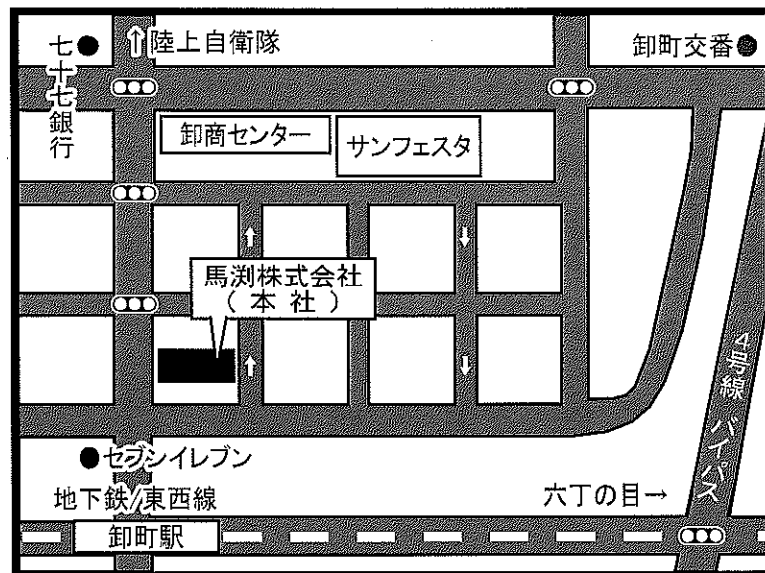 七十七銀行
↑陸上自衛隊
卸町交番
卸商センター
サンフェスタ
馬渕株式会社
(本社)
4号線 バイパス
セブンイレブン
地下鉄/東西線
六丁の目→
卸町駅